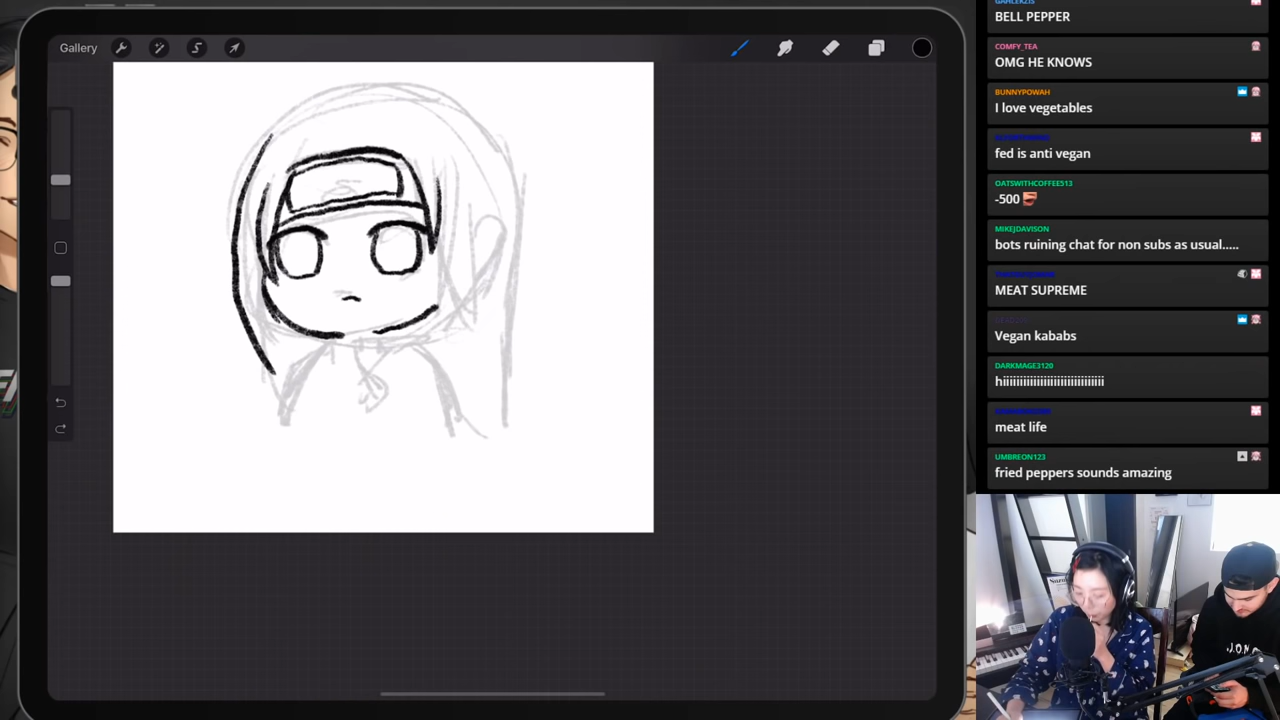 Gallery
BELL PEPPER
COMFY_TEA
OMG HE KNOWS
BUNNYPOWAH
I love vegetables
fed is anti vegan
OATSWITHCOFFEE513
-500
MIKEJDAVISON
bots ruining chat for non subs as usual.....
MEAT SUPREME
Vegan kababs
DARKMAGE3120
hiiiiiiiiiiiiiiiiiiiiiiiiiiiiiii
meat life
UMBREON123
fried peppers sounds amazing